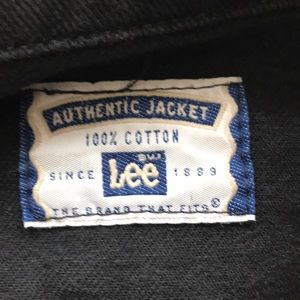 AUTHENTIC JACKET
100% COTTON
SINCE Lee 1889
THE BRAND THAT FITS